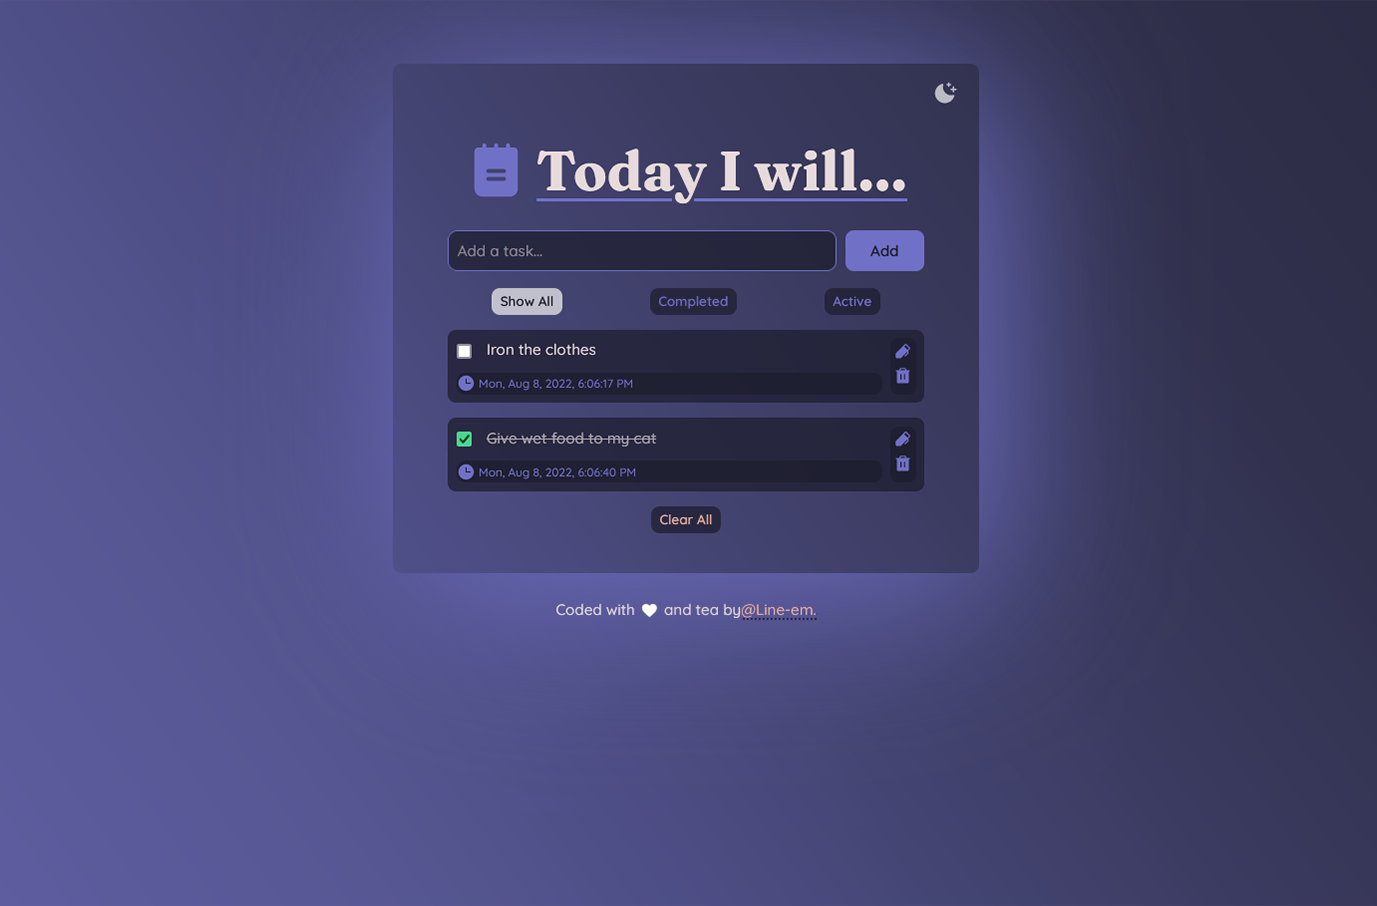 Today I will...
Add a task...
Add
Show All
Completed
Active
Iron the clothes
Mon, Aug 8, 2022, 6:06:17 PM
Give wet food to my cat
Mon, Aug 8, 2022, 6:06:40 PM
Clear All
Coded with and tea by@Line-em.